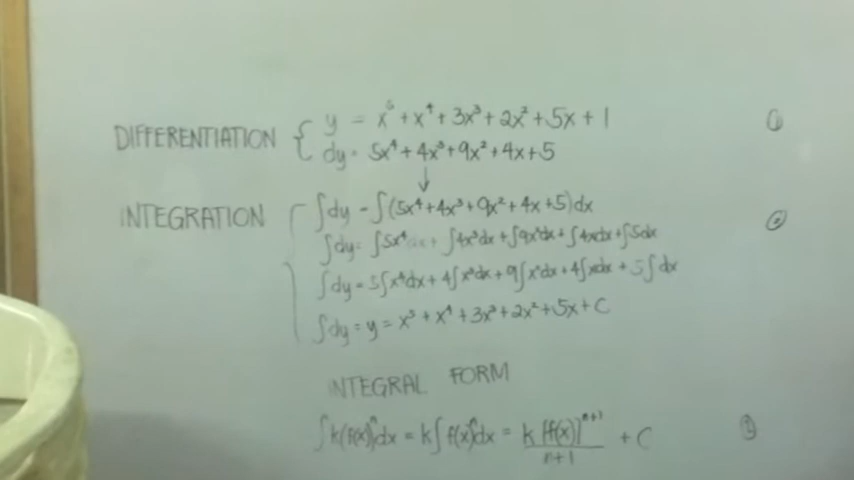 DIFFERENTIATION { y = x⁵ + x⁴ + 3x³ + 2x² + 5x + 1 ①
dy = 5x⁴ + 4x³ + 9x² + 4x + 5
↓
INTEGRATION { ∫dy = ∫(5x⁴ + 4x³ + 9x² + 4x + 5)dx ②
∫dy = ∫5x⁴dx + ∫4x³dx + ∫9x²dx + ∫4xdx + ∫5dx
∫dy = 5∫x⁴dx + 4∫x³dx + 9∫x²dx + 4∫xdx + 5∫dx
∫dy = y = x⁵ + x⁴ + 3x³ + 2x² + 5x + C
INTEGRAL FORM
∫k(f(x))ⁿdx = k∫f(x)ⁿdx = k[f(x)]ⁿ⁺¹/n+1 + C